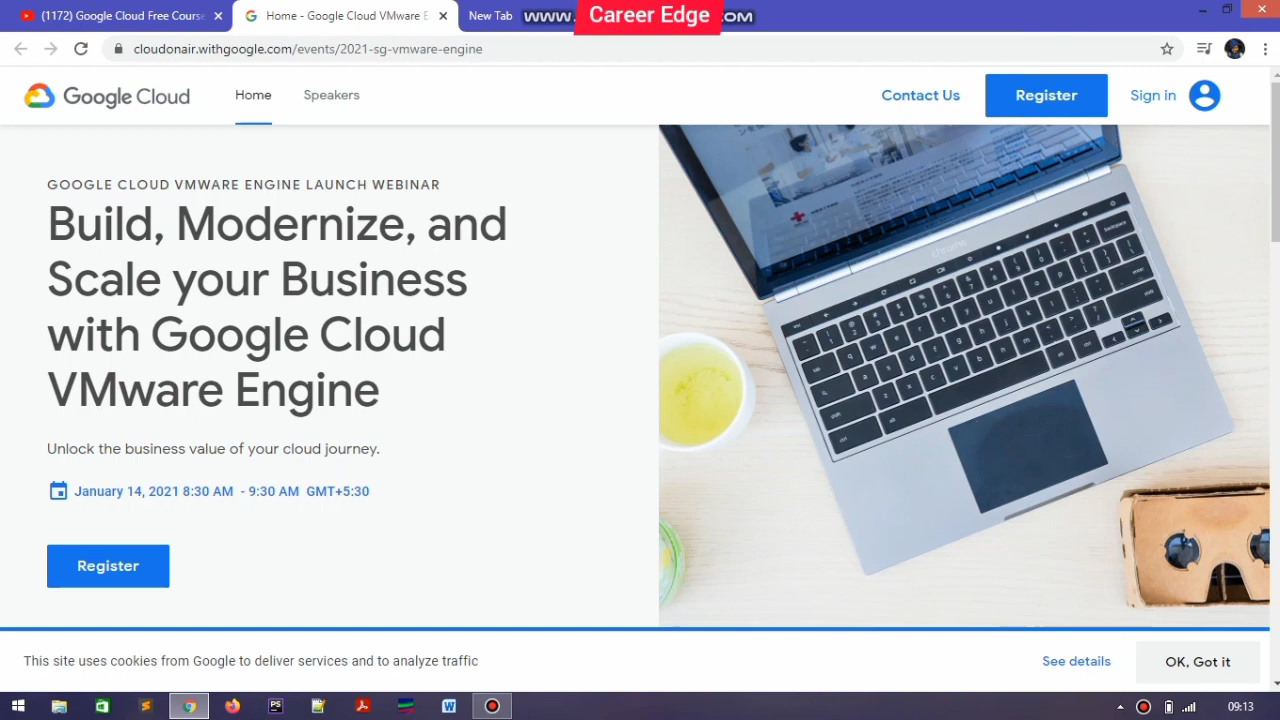 (1172) Google Cloud Free Course
Home - Google Cloud VMware E
New Tab
WWW.
Career Edge
OM
cloudonair.withgoogle.com/events/2021-sg-vmware-engine
Google Cloud
Home
Speakers
Contact Us
Register
Sign in
GOOGLE CLOUD VMWARE ENGINE LAUNCH WEBINAR
Build, Modernize, and
Scale your Business
with Google Cloud
VMware Engine
Unlock the business value of your cloud journey.
January 14, 2021 8:30 AM - 9:30 AM GMT+5:30
Register
chrome
This site uses cookies from Google to deliver services and to analyze traffic
See details
OK, Got it
09:13